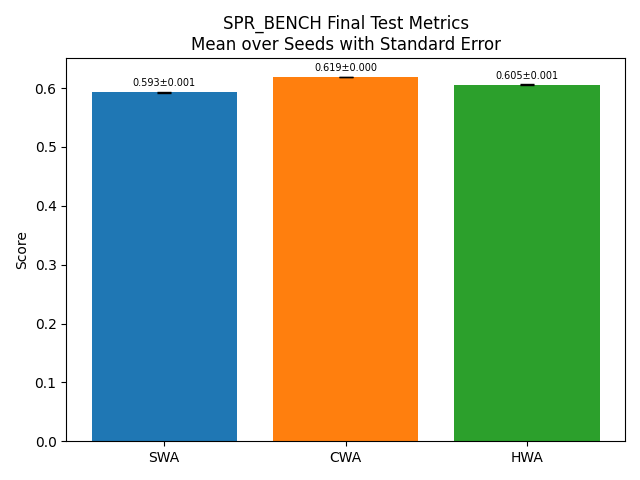 SPR_BENCH Final Test Metrics
Mean over Seeds with Standard Error
0.593±0.001
0.619±0.000
0.605±0.001
Score
0.6
0.5
0.4
0.3
0.2
0.1
0.0
SWA
CWA
HWA